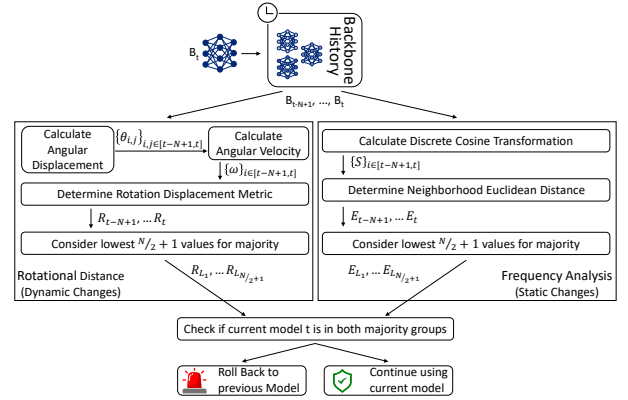 B_t
Backbone
History
B_{t-N+1}, ..., B_t
Calculate
Angular
Displacement
{θ_{i,j}}_{i,j∈[t−N+1,t]}
Calculate
Angular Velocity
{ω}_{i∈[t−N+1,t]}
Determine Rotation Displacement Metric
R_{t−N+1}, … R_t
Consider lowest N/2 + 1 values for majority
Rotational Distance
(Dynamic Changes)
R_{L_1}, … R_{L_{N/2+1}}
Calculate Discrete Cosine Transformation
{S}_{i∈[t−N+1,t]}
Determine Neighborhood Euclidean Distance
E_{t−N+1}, … E_t
Consider lowest N/2 + 1 values for majority
E_{L_1}, … E_{L_{N/2+1}}
Frequency Analysis
(Static Changes)
Check if current model t is in both majority groups
Roll Back to
previous Model
Continue using
current model